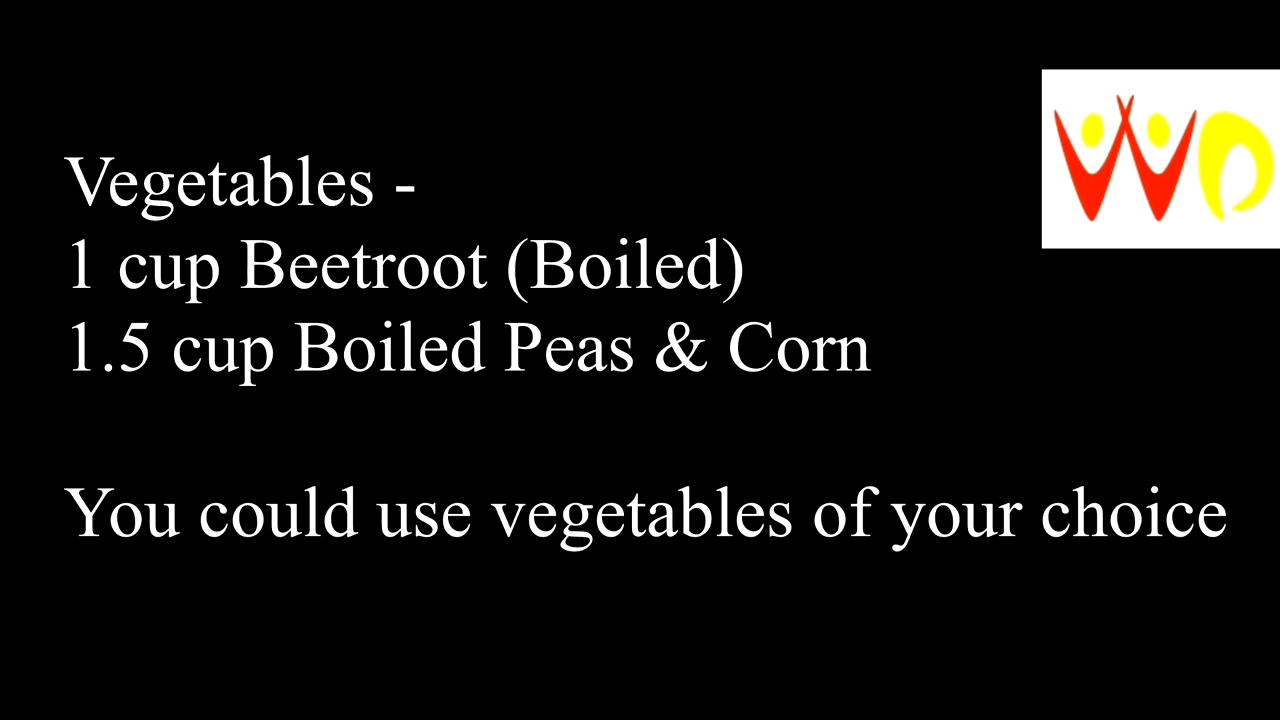 Vegetables -
1 cup Beetroot (Boiled)
1.5 cup Boiled Peas & Corn
You could use vegetables of your choice